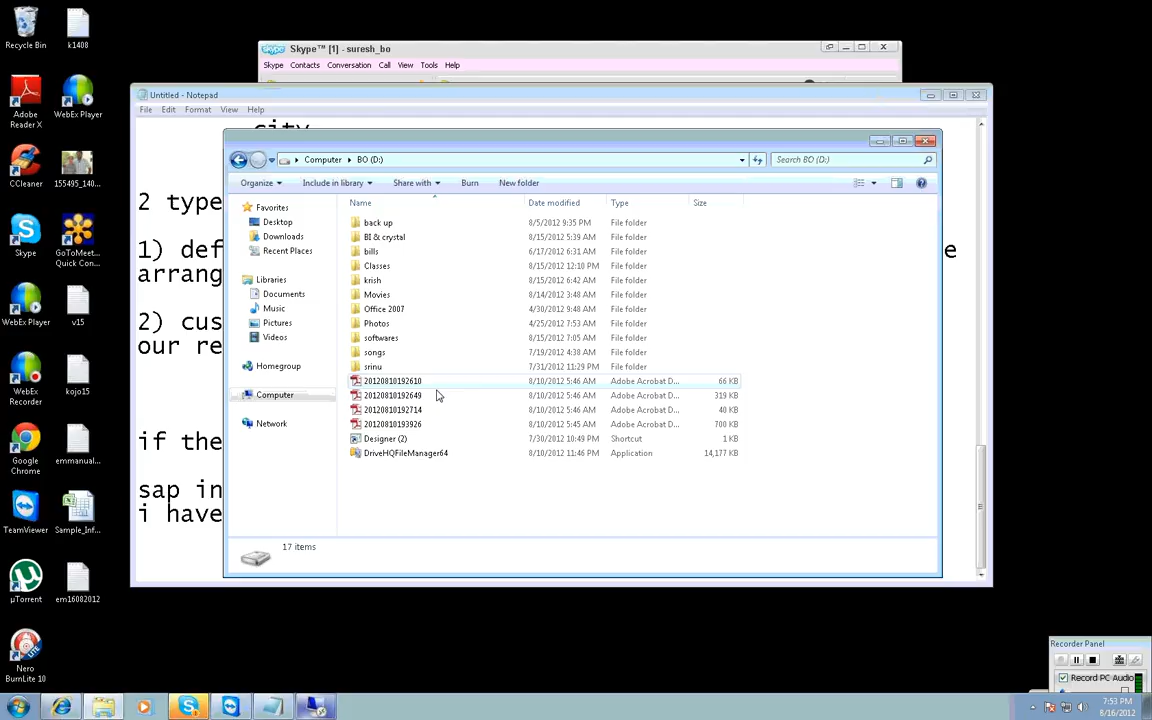 Recycle Bin
k1408
Adobe Reader X
WebEx Player
CCleaner
155495_140...
Skype
GoToMeet... Quick Con...
WebEx Player
v15
WebEx Recorder
kojo15
Google Chrome
emmanual...
TeamViewer
Sample_Inf...
µTorrent
em16082012
Nero BurnLite 10
Skype™ [1] - suresh_bo
Skype Contacts Conversation Call View Tools Help
Untitled - Notepad
File Edit Format View Help
city
2 type
1) def
e
arrang
2) cus
our re
if the
sap in
i have
Computer BO (D:)
Search BO (D:)
Organize Include in library Share with Burn New folder
Favorites
Desktop
Downloads
Recent Places
Libraries
Documents
Music
Pictures
Videos
Homegroup
Computer
Network
Name Date modified Type Size
back up 8/5/2012 9:35 PM File folder
BI & crystal 8/15/2012 5:39 AM File folder
bills 6/17/2012 6:31 AM File folder
Classes 8/15/2012 12:10 PM File folder
krish 8/15/2012 6:42 AM File folder
Movies 8/14/2012 3:48 AM File folder
Office 2007 4/30/2012 9:48 AM File folder
Photos 4/25/2012 7:53 AM File folder
softwares 8/15/2012 7:05 AM File folder
songs 7/19/2012 4:38 AM File folder
srinu 7/31/2012 11:29 PM File folder
20120810192610 8/10/2012 5:46 AM Adobe Acrobat D... 66 KB
20120810192649 8/10/2012 5:46 AM Adobe Acrobat D... 319 KB
20120810192714 8/10/2012 5:46 AM Adobe Acrobat D... 40 KB
20120810193926 8/10/2012 5:45 AM Adobe Acrobat D... 700 KB
Designer (2) 7/30/2012 10:49 PM Shortcut 1 KB
DriveHQFileManager64 8/10/2012 11:46 PM Application 14,177 KB
17 items
Recorder Panel
Record PC Audio
7:53 PM
8/16/2012